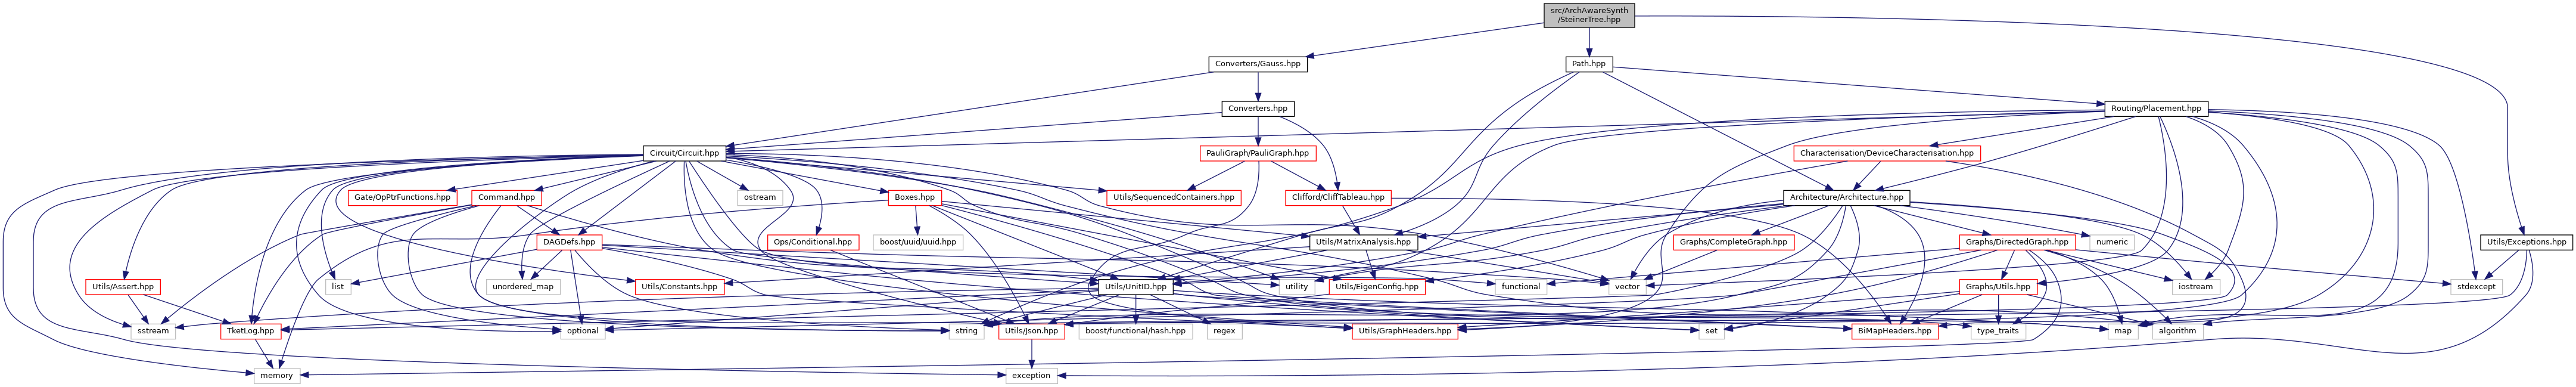 src/ArchAwareSynth
/SteinerTree.hpp
Converters/Gauss.hpp
Path.hpp
Converters.hpp
Routing/Placement.hpp
Circuit/Circuit.hpp
PauliGraph/PauliGraph.hpp
Characterisation/DeviceCharacterisation.hpp
Gate/OpPtrFunctions.hpp
Command.hpp
ostream
Boxes.hpp
Utils/SequencedContainers.hpp
Clifford/CliffTableau.hpp
Architecture/Architecture.hpp
DAGDefs.hpp
Ops/Conditional.hpp
boost/uuid/uuid.hpp
Utils/MatrixAnalysis.hpp
Graphs/CompleteGraph.hpp
Graphs/DirectedGraph.hpp
numeric
Utils/Exceptions.hpp
Utils/Assert.hpp
list
unordered_map
Utils/Constants.hpp
Utils/UnitID.hpp
utility
Utils/EigenConfig.hpp
functional
vector
Graphs/Utils.hpp
iostream
stdexcept
sstream
TketLog.hpp
optional
string
Utils/Json.hpp
boost/functional/hash.hpp
regex
Utils/GraphHeaders.hpp
set
BiMapHeaders.hpp
type_traits
map
algorithm
memory
exception